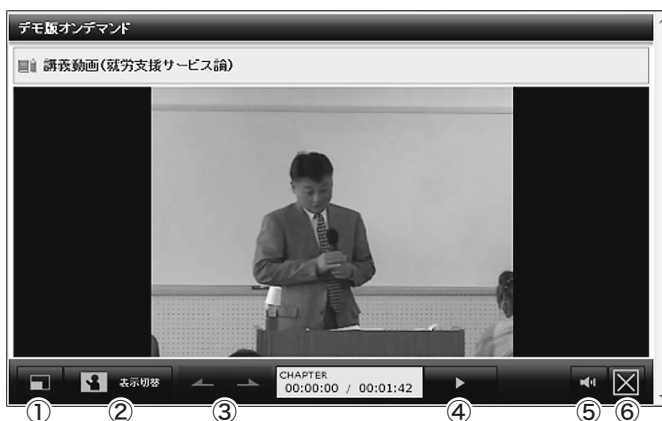 デモ版オンデマンド
講義動画(就労支援サービス論)
表示切替
CHAPTER
00:00:00 / 00:01:42
① ② ③ ④ ⑤ ⑥